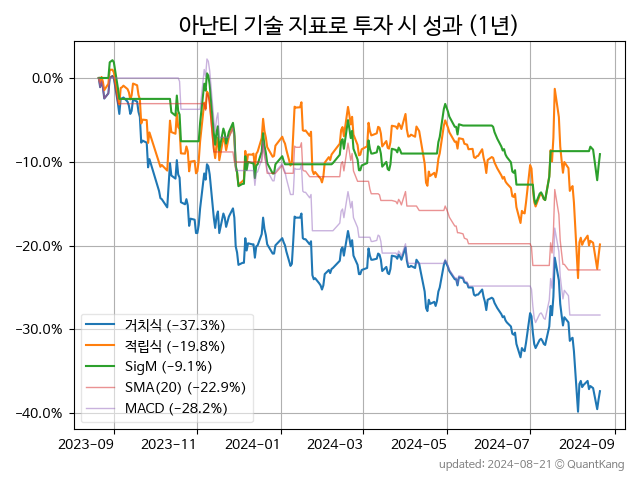 아난티 기술 지표로 투자 시 성과 (1년)
0.0%
−10.0%
−20.0%
−30.0%
−40.0%
거치식 (−37.3%)
적립식 (−19.8%)
SigM (−9.1%)
SMA(20) (−22.9%)
MACD (−28.2%)
2023-09 2023-11 2024-01 2024-03 2024-05 2024-07 2024-09
updated: 2024-08-21 © QuantKang